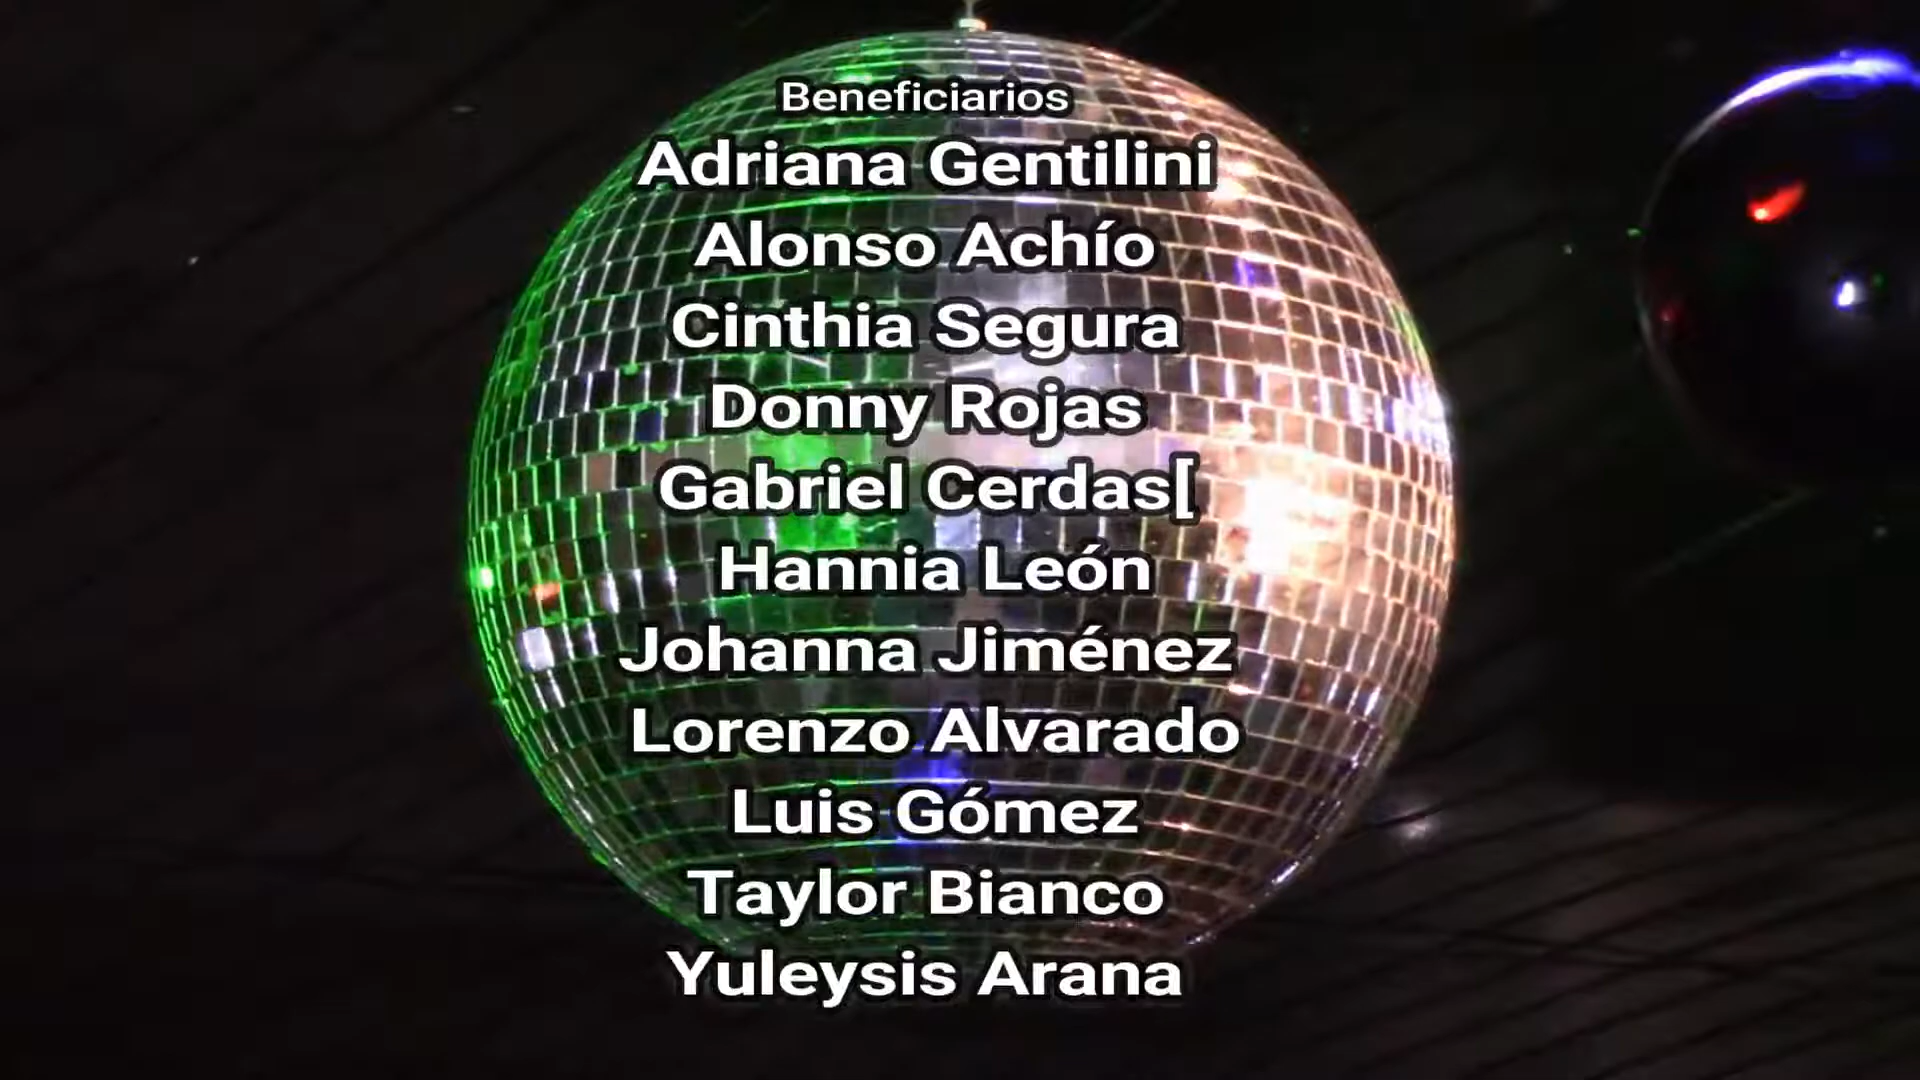 Beneficiarios
Adriana Gentilini
Alonso Achío
Cinthia Segura
Donny Rojas
Gabriel Cerdas[
Hannia León
Johanna Jiménez
Lorenzo Alvarado
Luis Gómez
Taylor Bianco
Yuleysis Arana